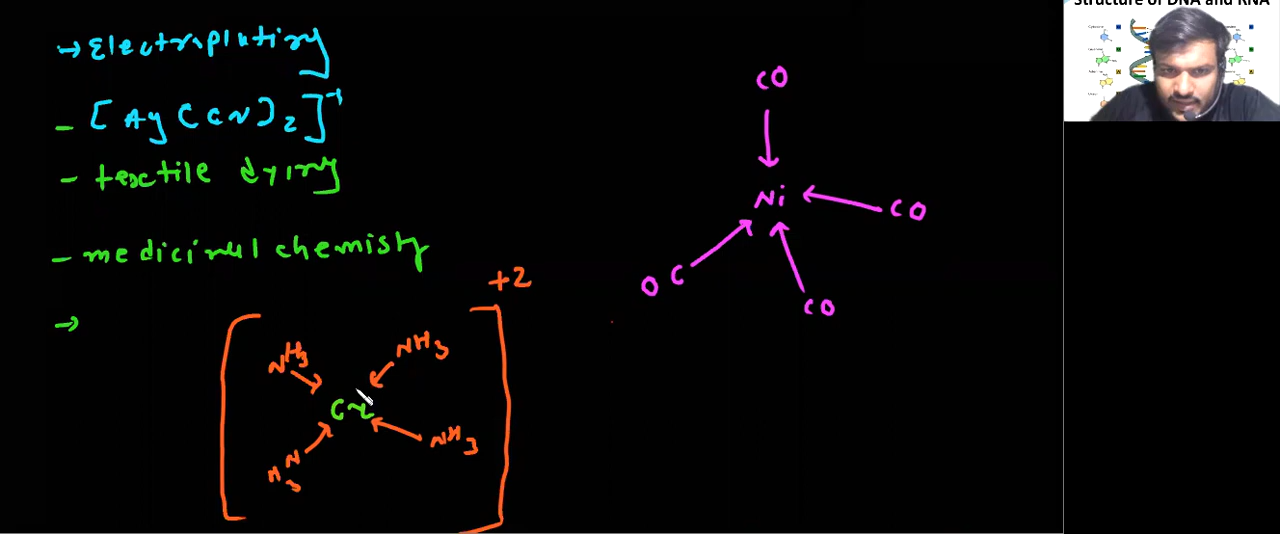 → Electroplating
- [Ag(CN)2]-1
- textile dying
- medicinal chemistry
→
+2
NH3 NH3
Cu
H3N NH3
CO
Ni
CO
OC
CO
Structure of DNA and RNA